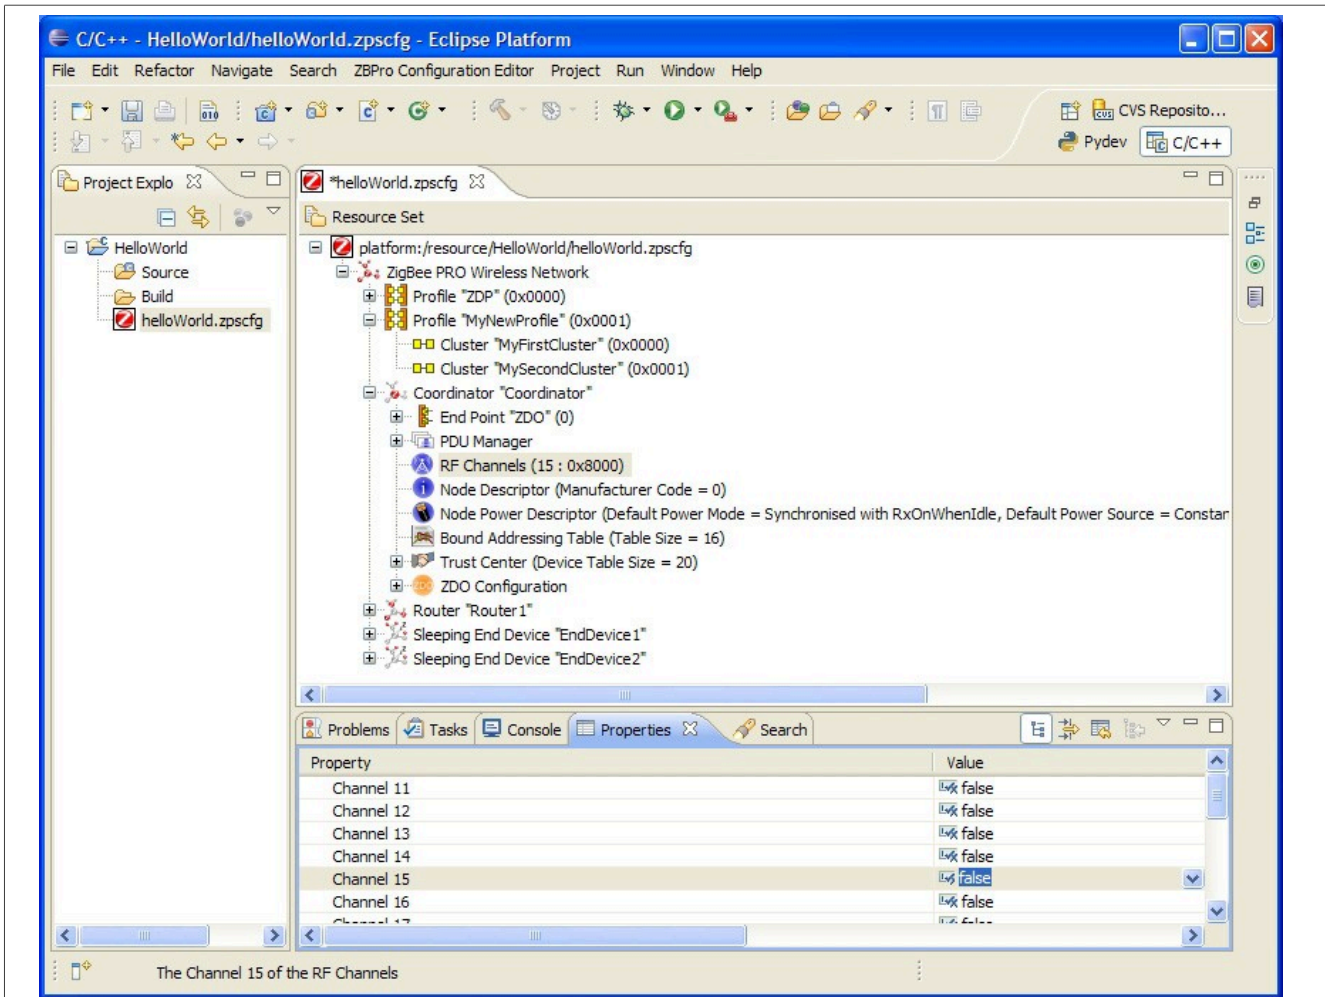 C/C++ - HelloWorld/helloWorld.zpscfg - Eclipse Platform
File Edit Refactor Navigate Search ZBPro Configuration Editor Project Run Window Help
CVS Reposito...
Pydev C/C++
Project Explo
*helloWorld.zpscfg
Resource Set
HelloWorld
Source
Build
helloWorld.zpscfg
platform:/resource/HelloWorld/helloWorld.zpscfg
ZigBee PRO Wireless Network
Profile "ZDP" (0x0000)
Profile "MyNewProfile" (0x0001)
Cluster "MyFirstCluster" (0x0000)
Cluster "MySecondCluster" (0x0001)
Coordinator "Coordinator"
End Point "ZDO" (0)
PDU Manager
RF Channels (15 : 0x8000)
Node Descriptor (Manufacturer Code = 0)
Node Power Descriptor (Default Power Mode = Synchronised with RxOnWhenIdle, Default Power Source = Constar
Bound Addressing Table (Table Size = 16)
Trust Center (Device Table Size = 20)
ZDO Configuration
Router "Router1"
Sleeping End Device "EndDevice1"
Sleeping End Device "EndDevice2"
Problems Tasks Console Properties Search
Property Value
Channel 11 false
Channel 12 false
Channel 13 false
Channel 14 false
Channel 15 false
Channel 16 false
Channel 17 false
The Channel 15 of the RF Channels